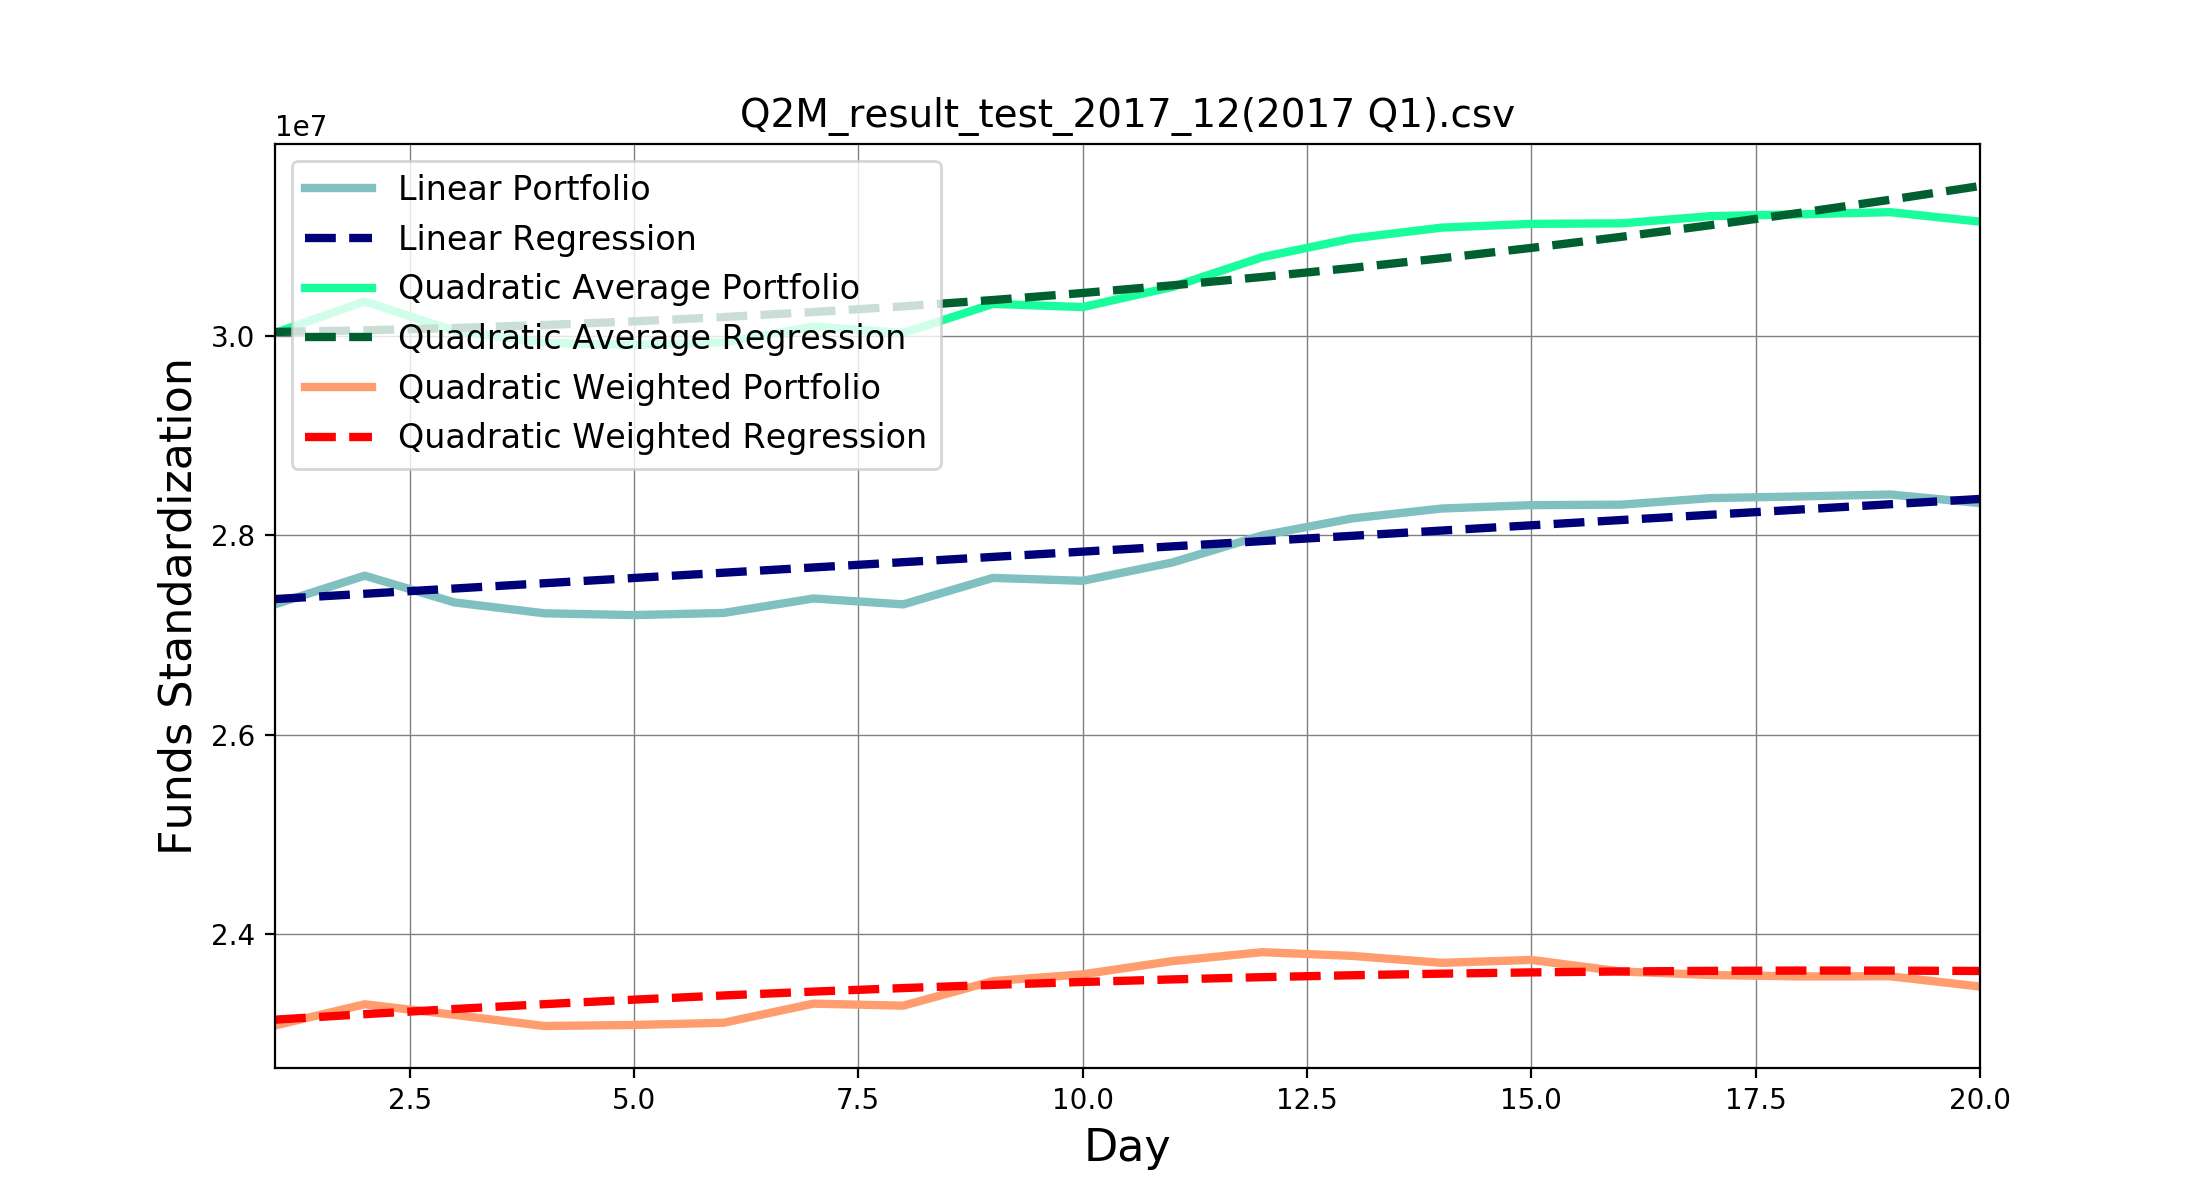 Q2M_result_test_2017_12(2017 Q1).csv
1e7
Linear Portfolio
Linear Regression
Quadratic Average Portfolio
Quadratic Average Regression
Quadratic Weighted Portfolio
Quadratic Weighted Regression
Funds Standardization
3.0
2.8
2.6
2.4
2.5 5.0 7.5 10.0 12.5 15.0 17.5 20.0
Day